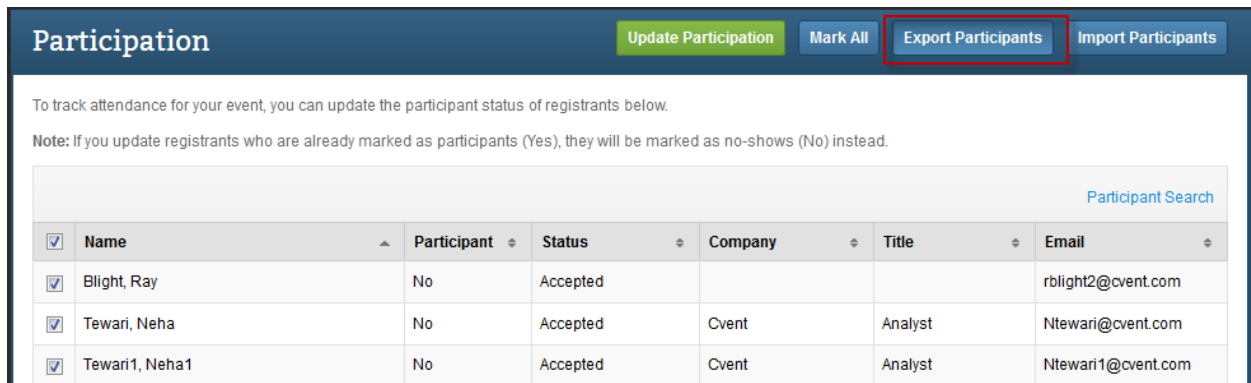 Participation
Update Participation Mark All Export Participants Import Participants
To track attendance for your event, you can update the participant status of registrants below.
Note: If you update registrants who are already marked as participants (Yes), they will be marked as no-shows (No) instead.
Participant Search
Name Participant Status Company Title Email
Blight, Ray No Accepted rblight2@cvent.com
Tewari, Neha No Accepted Cvent Analyst Ntewari@cvent.com
Tewari1, Neha1 No Accepted Cvent Analyst Ntewari1@cvent.com